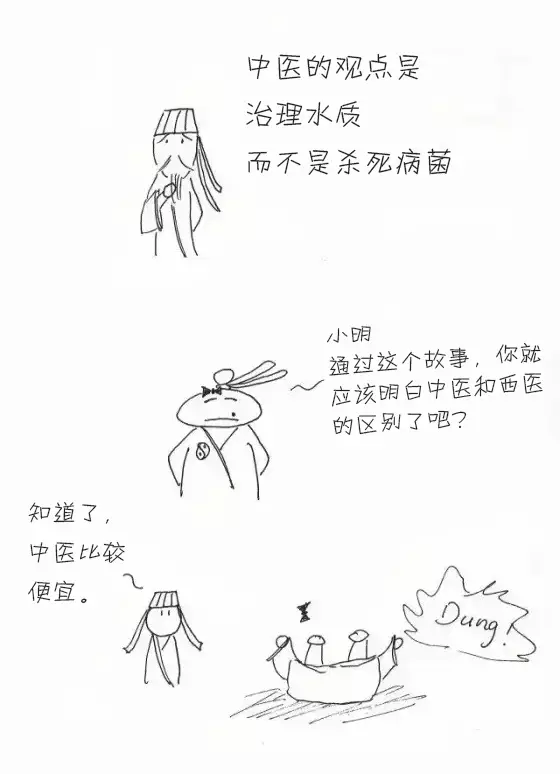 中医的观点是
治理水质
而不是杀死病菌
小明
通过这个故事，你就
应该明白中医和西医
的区别了吧？
知道了，
中医比较
便宜。
Dung!